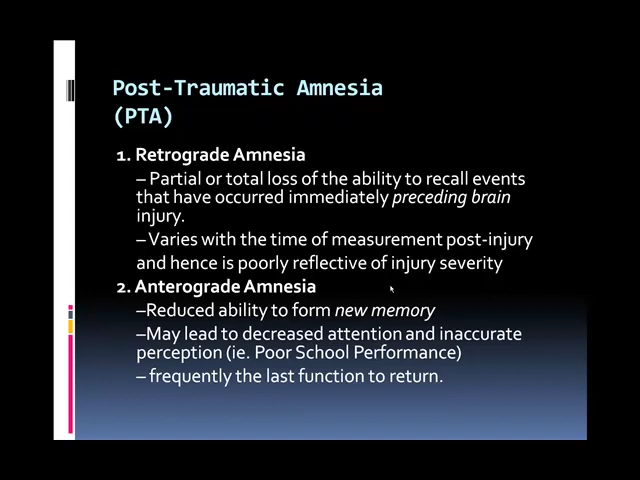 Post-Traumatic Amnesia
(PTA)
1. Retrograde Amnesia
– Partial or total loss of the ability to recall events
that have occurred immediately preceding brain
injury.
– Varies with the time of measurement post-injury
and hence is poorly reflective of injury severity
2. Anterograde Amnesia
–Reduced ability to form new memory
–May lead to decreased attention and inaccurate
perception (ie. Poor School Performance)
– frequently the last function to return.